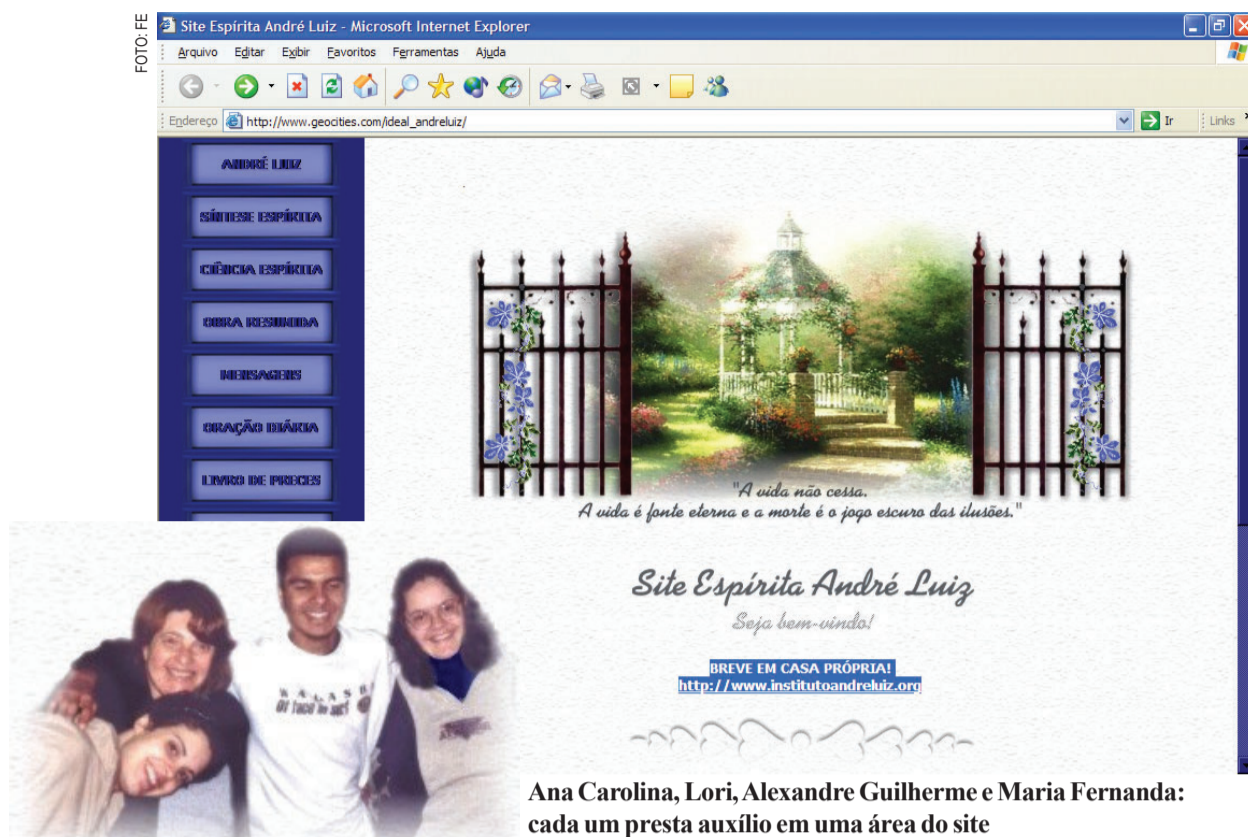 FOTO: FE
Site Espírita André Luiz - Microsoft Internet Explorer
Arquivo Editar Exibir Favoritos Ferramentas Ajuda
Endereço http://www.geocities.com/ideal_andreluiz/ Ir Links
ANDRÉ LUIZ
SÍNTESE ESPÍRITA
CIÊNCIA ESPÍRITA
OBRA RESUMIDA
MENSAGENS
ORAÇÃO DIÁRIA
LIVRO DE PRECES
"A vida não cessa.
A vida é fonte eterna e a morte é o jogo escuro das ilusões."
Site Espírita André Luiz
Seja bem-vindo!
BREVE EM CASA PRÓPRIA!
http://www.institutoandreluiz.org
Ana Carolina, Lori, Alexandre Guilherme e Maria Fernanda:
cada um presta auxílio em uma área do site